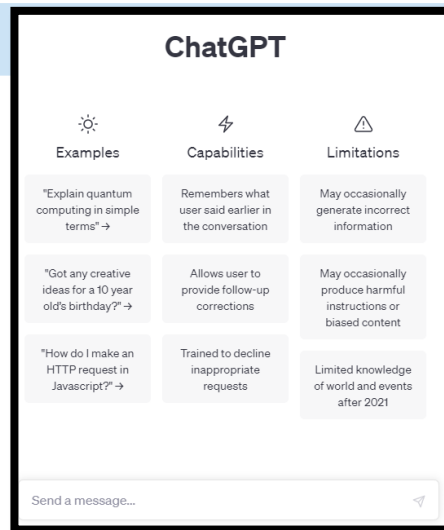 ChatGPT
Examples
"Explain quantum
computing in simple
terms" →
"Got any creative
ideas for a 10 year
old's birthday?" →
"How do I make an
HTTP request in
Javascript?" →
Capabilities
Remembers what
user said earlier in
the conversation
Allows user to
provide follow-up
corrections
Trained to decline
inappropriate
requests
Limitations
May occasionally
generate incorrect
information
May occasionally
produce harmful
instructions or
biased content
Limited knowledge
of world and events
after 2021
Send a message...